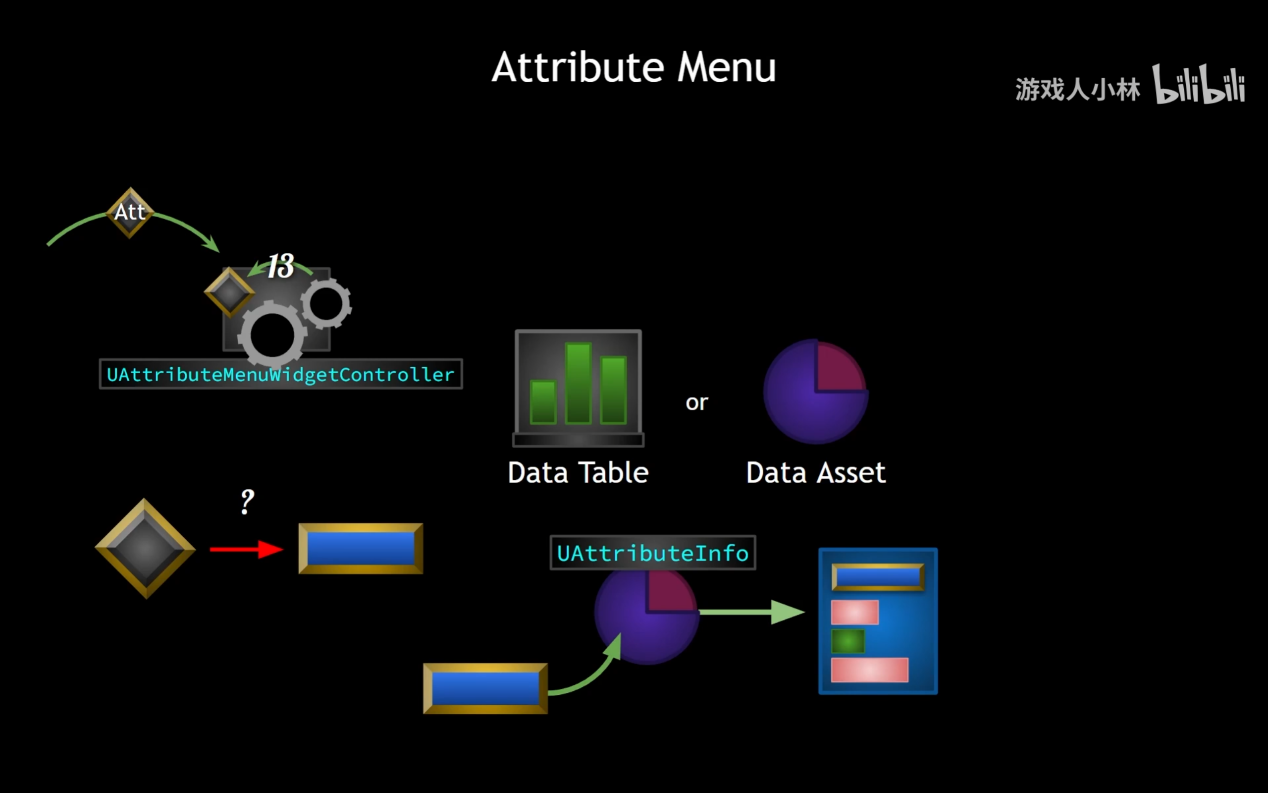 Attribute Menu
游戏人小林 bilibili
Att
13
UAttributeMenuWidgetController
or
Data Table
Data Asset
?
UAttributeInfo